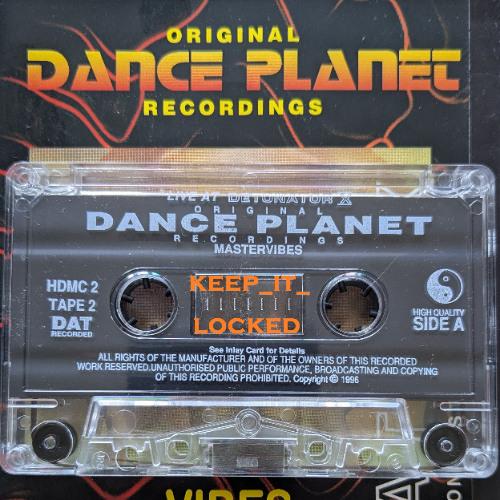 ORIGINAL
DANCE PLANET
RECORDINGS
LIVE AT DETONATOR X
ORIGINAL
DANCE PLANET
RECORDINGS
MASTERVIBES
HDMC 2
TAPE 2
DAT
RECORDED
KEEP_IT_
LOCKED
HIGH QUALITY
SIDE A
See Inlay Card for Details
ALL RIGHTS OF THE MANUFACTURER AND OF THE OWNERS OF THIS RECORDED
WORK RESERVED.UNAUTHORISED PUBLIC PERFORMANCE, BROADCASTING AND COPYING
OF THIS RECORDING PROHIBITED. Copyright © 1996
VIBES